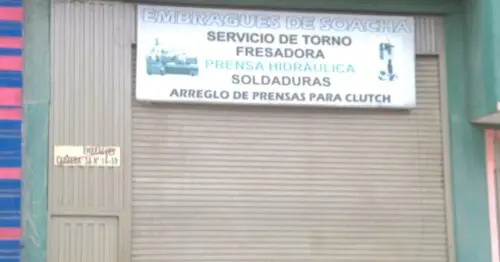 EMBRAGUES DE SOACHA
SERVICIO DE TORNO
FRESADORA
PRENSA HIDRAULICA
SOLDADURAS
ARREGLO DE PRENSAS PARA CLUTCH